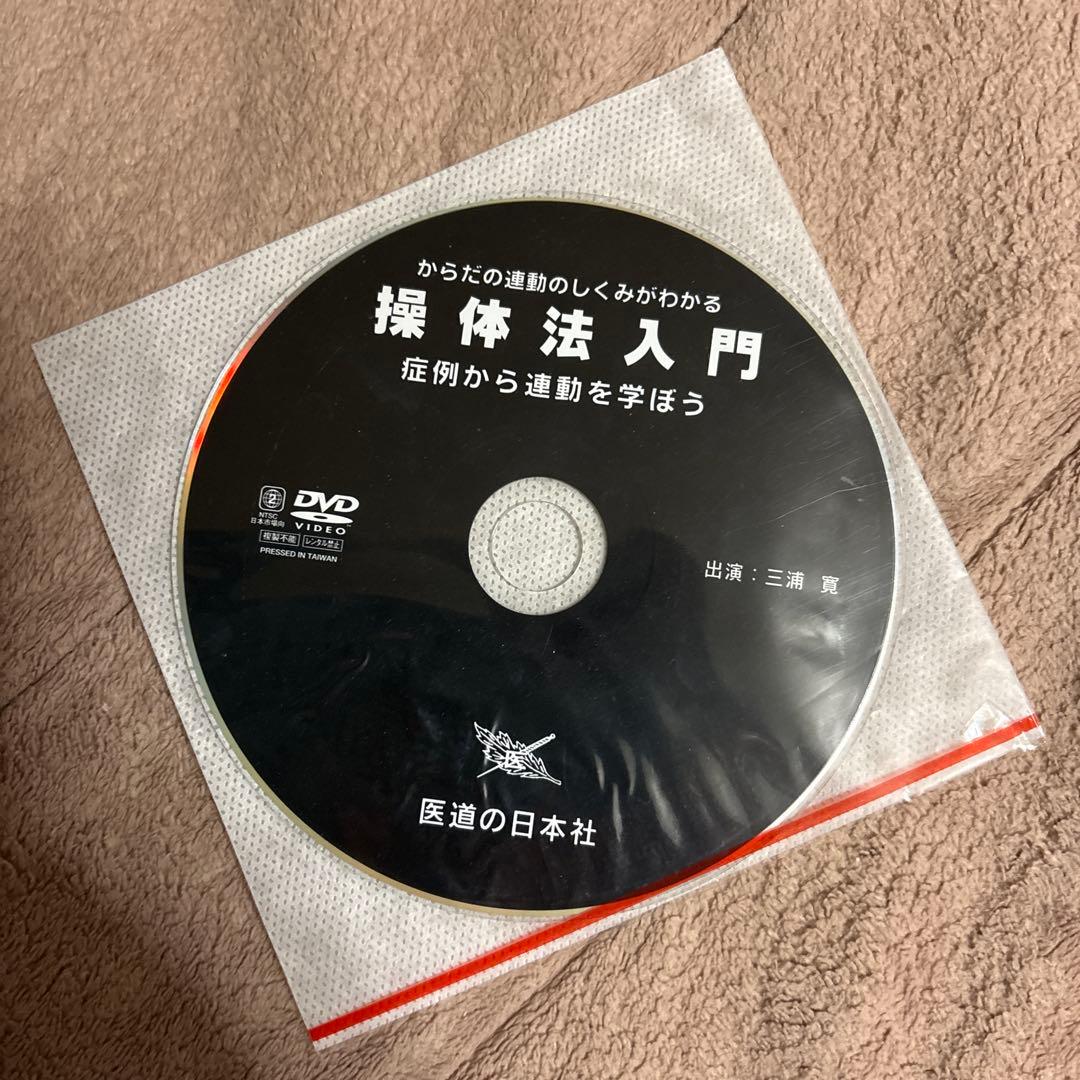 からだの連動のしくみがわかる
操体法入門
症例から連動を学ぼう
2
NTSC
日本市場向
DVD
VIDEO
複製不能 レンタル禁止
PRESSED IN TAIWAN
出演：三浦 寛
医
医道の日本社